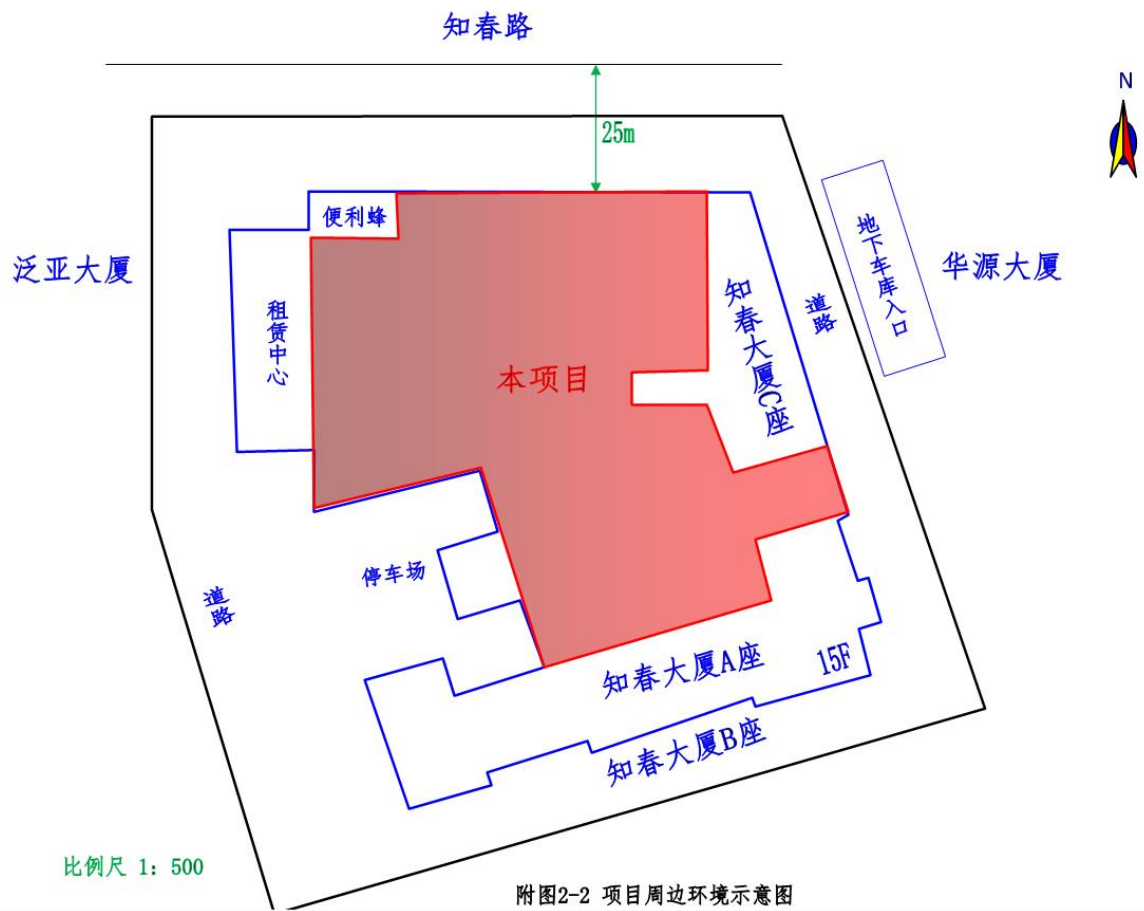 知春路
N
25m
便利蜂
泛亚大厦
地下车库入口
华源大厦
租赁中心
知春大厦C座
道路
本项目
停车场
道路
知春大厦A座
15F
知春大厦B座
比例尺 1: 500
附图2-2 项目周边环境示意图